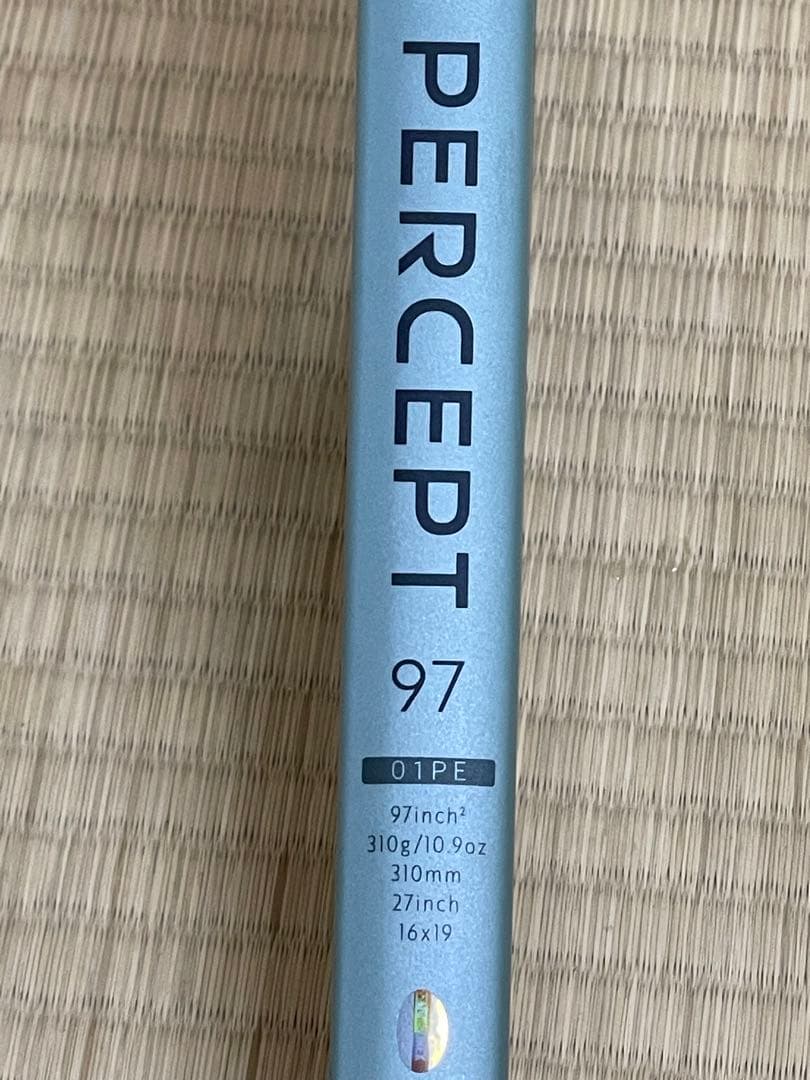 PERCEPT
97
01PE
97inch²
310g/10.9oz
310mm
27inch
16x19